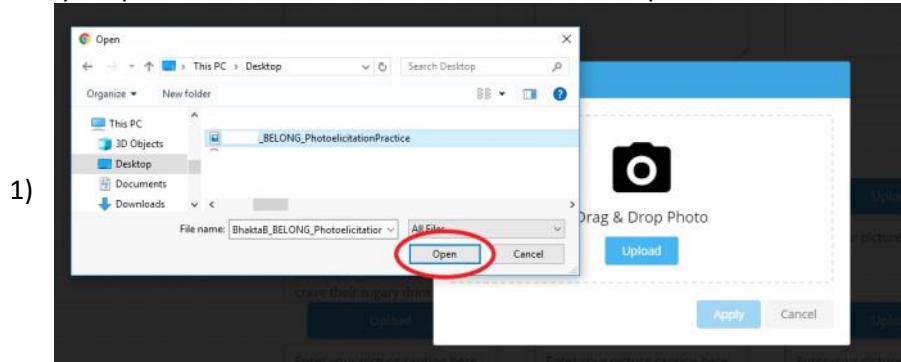 Open
This PC > Desktop
Search Desktop
Organize
New folder
This PC
3D Objects
_BELONG_PhotoelicitationPractice
Desktop
Documents
1)
Downloads
Drag & Drop Photo
File name: BhaktaB_BELONG_Photoelicitation
All Files
Open
Cancel
Upload
crave their sugary drink
Upload
Apply
Cancel